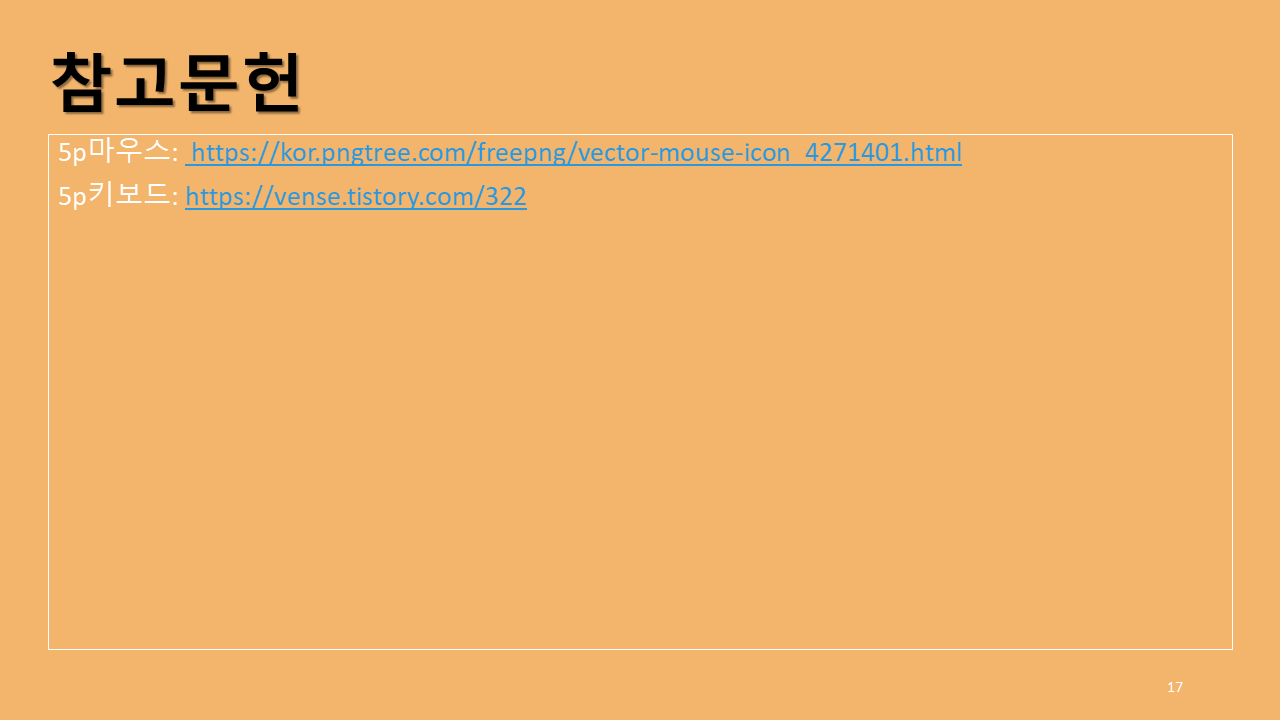 참고문헌
5p마우스: https://kor.pngtree.com/freepng/vector-mouse-icon_4271401.html
5p키보드: https://vense.tistory.com/322
17